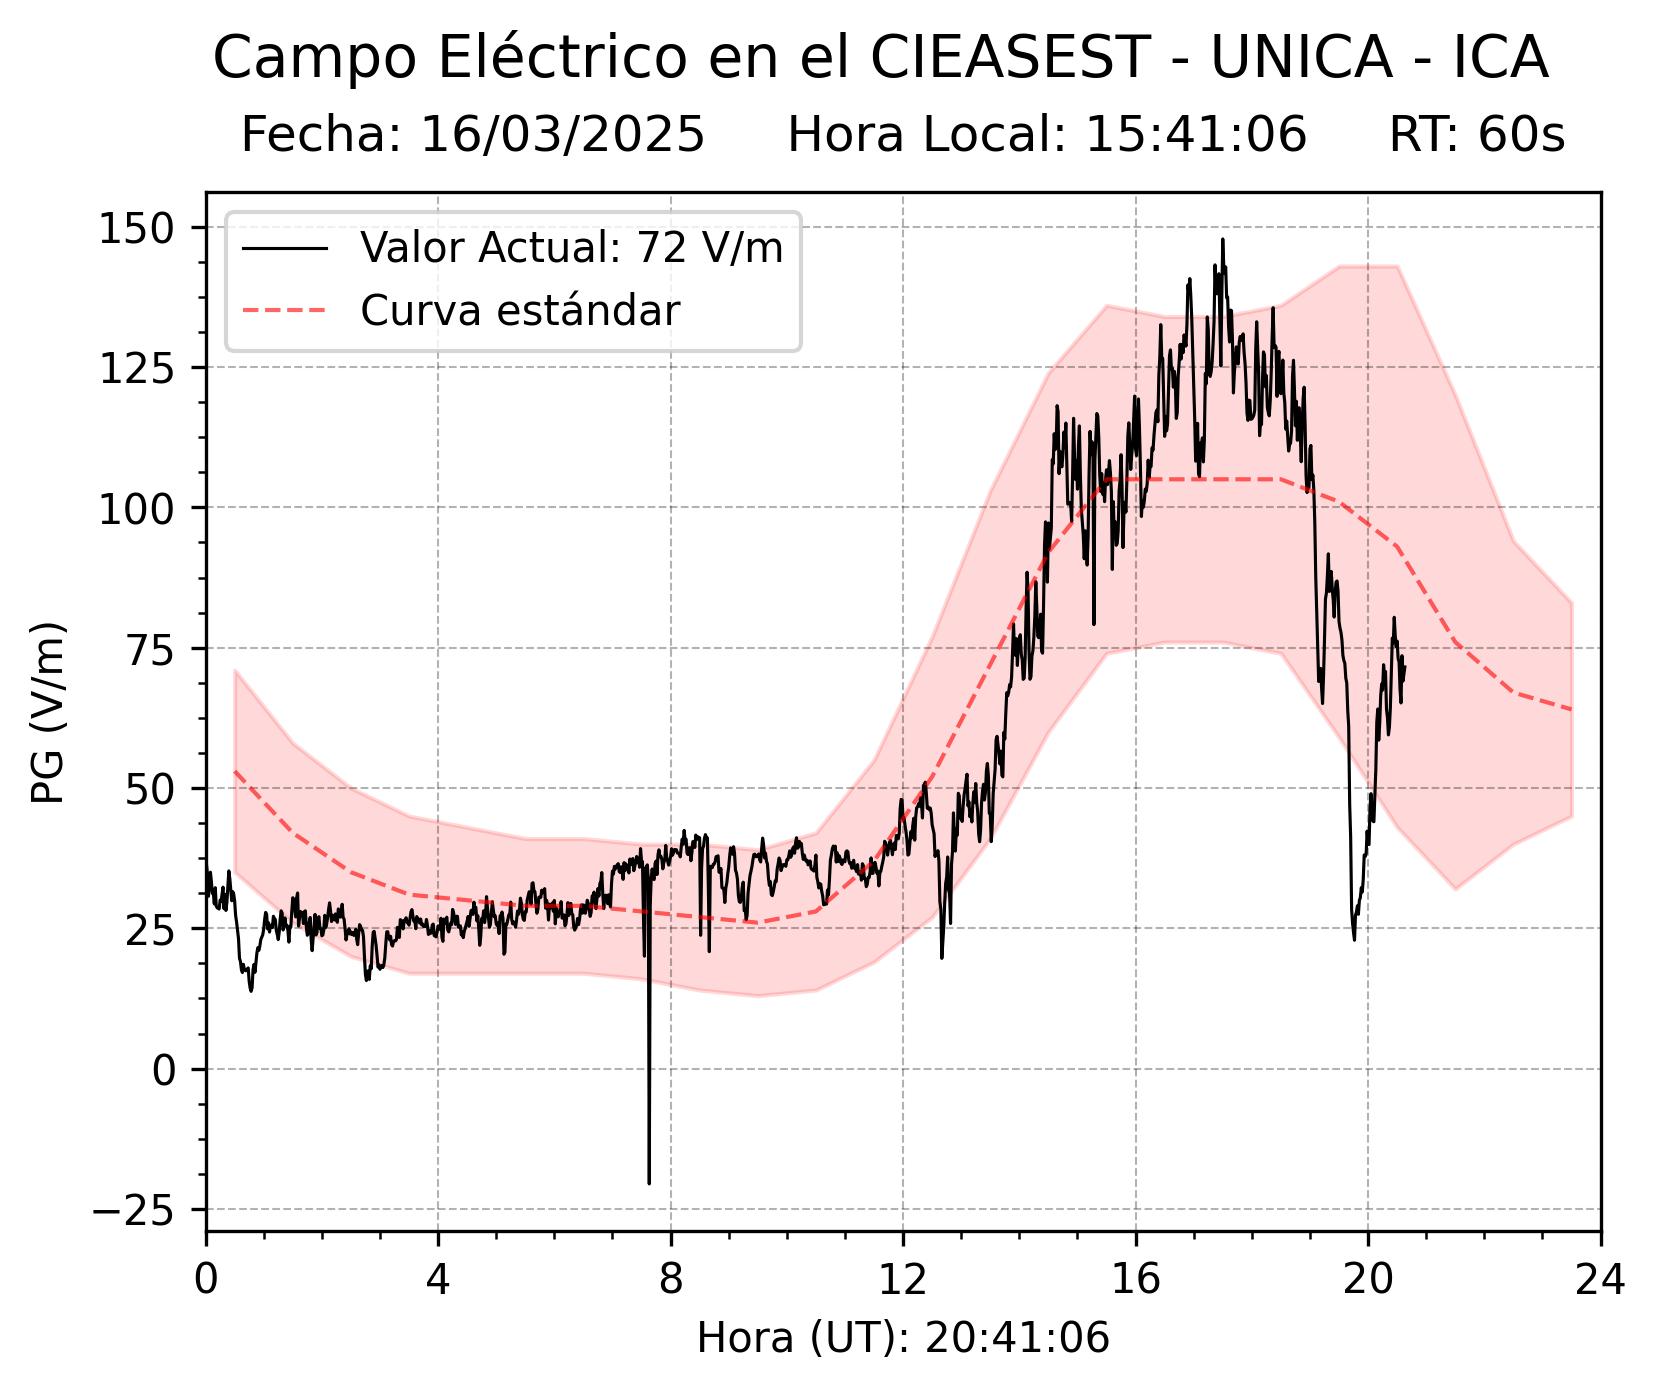 Campo Eléctrico en el CIEASEST - UNICA - ICA
Fecha: 16/03/2025 Hora Local: 15:41:06 RT: 60s
Valor Actual: 72 V/m
Curva estándar
PG (V/m)
150
125
100
75
50
25
0
−25
0 4 8 12 16 20 24
Hora (UT): 20:41:06